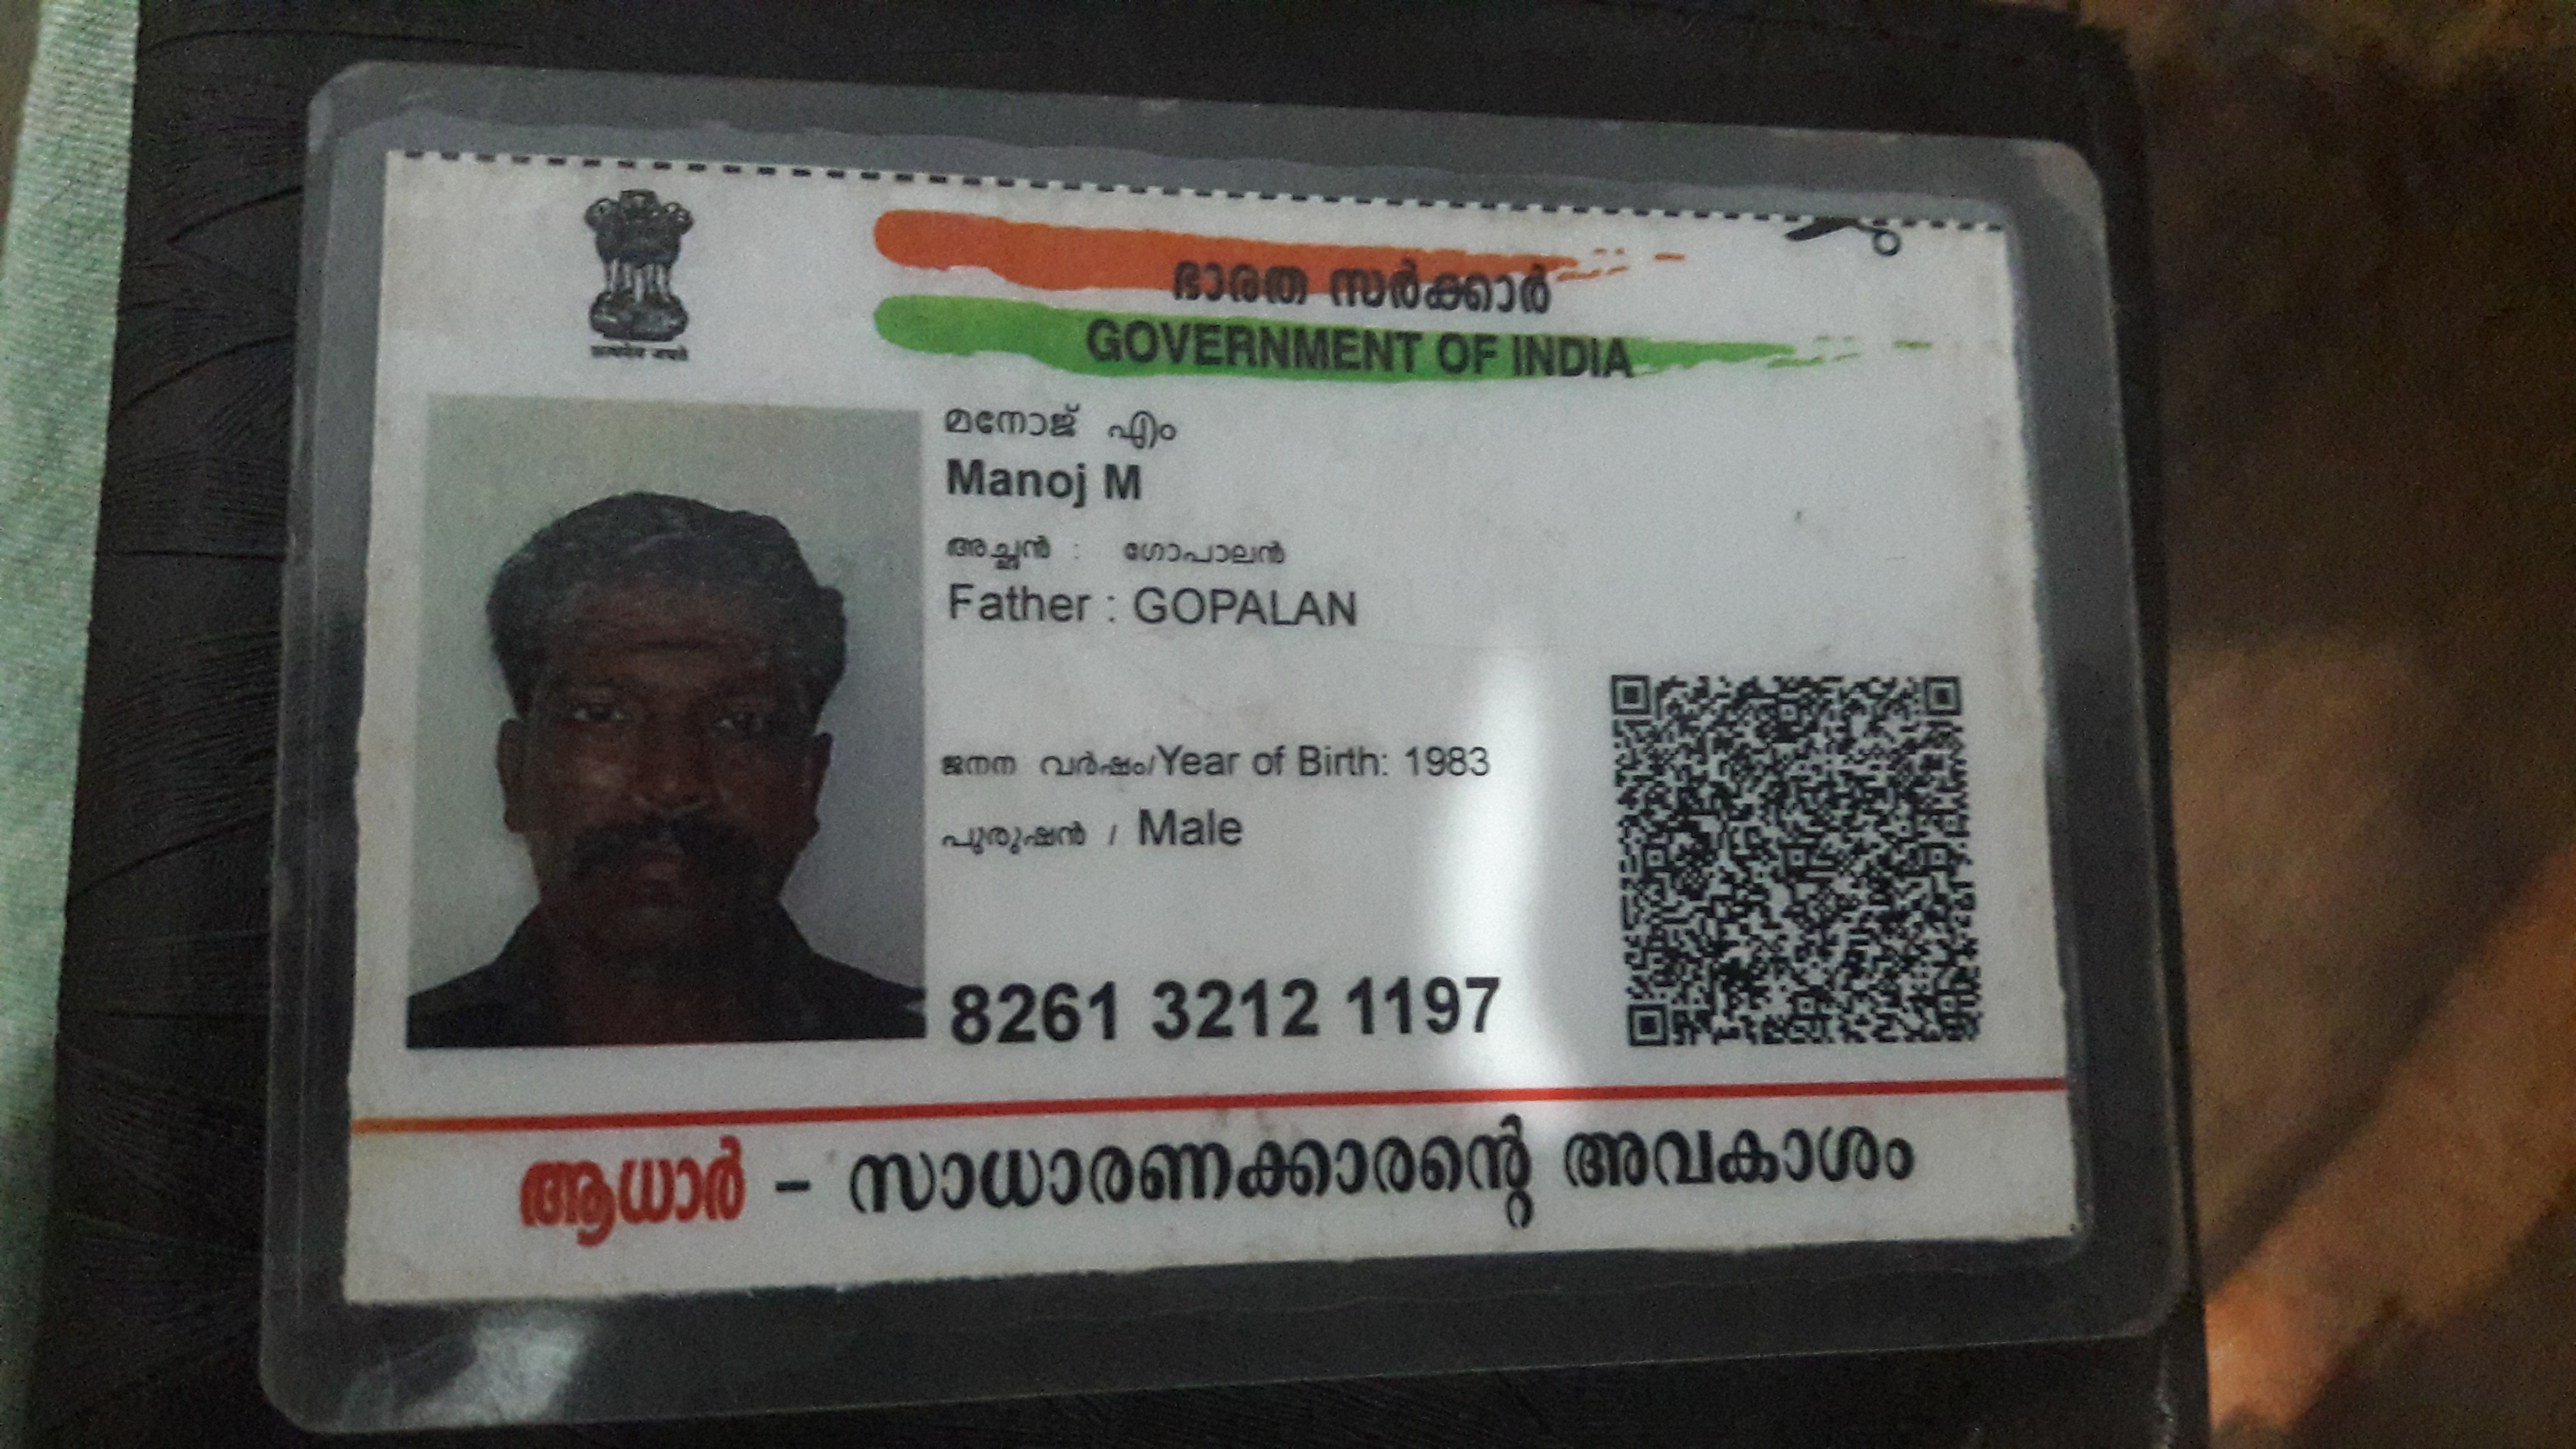 ഭാരത സർക്കാർ
GOVERNMENT OF INDIA
മനോജ് എം
Manoj M
അച്ഛൻ : ഗോപാലൻ
Father : GOPALAN
ജനന വർഷം/Year of Birth: 1983
പുരുഷൻ / Male
8261 3212 1197
ആധാർ - സാധാരണക്കാരന്റെ അവകാശം